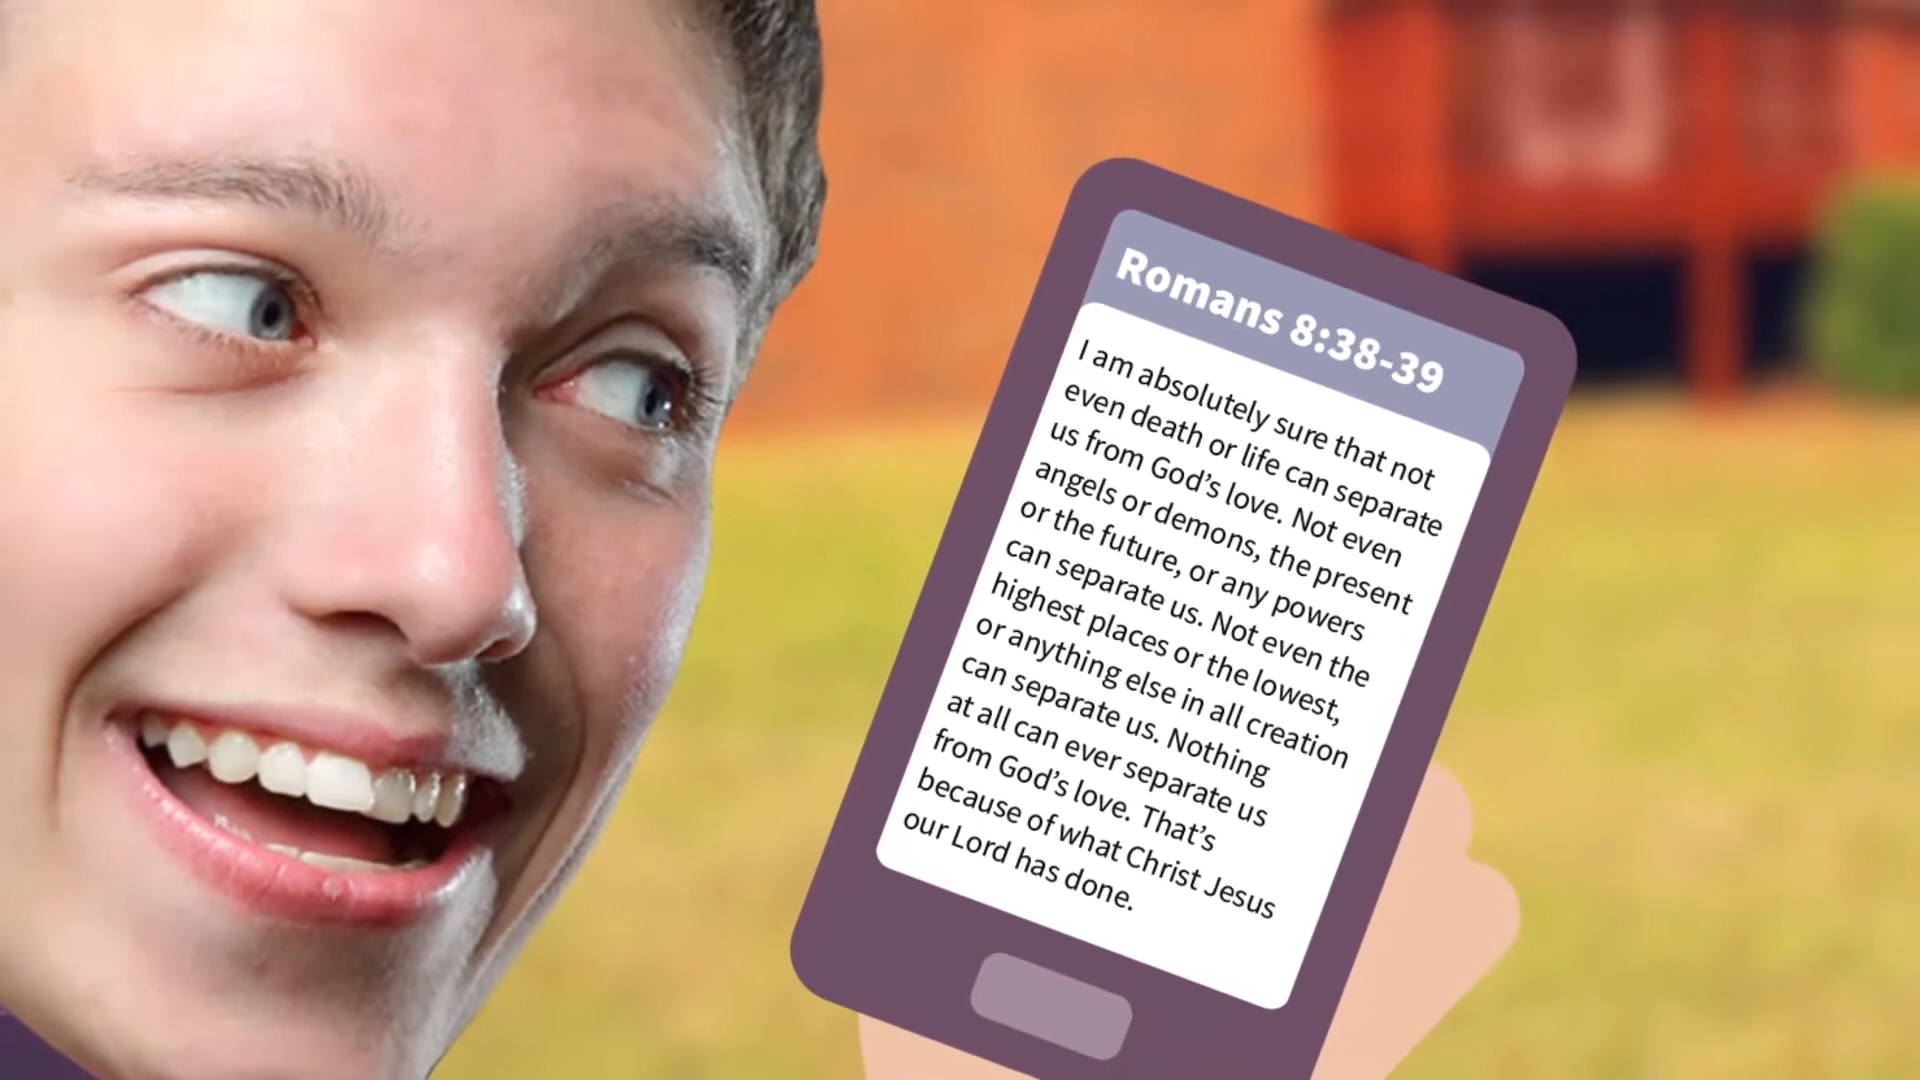 Romans 8:38-39
I am absolutely sure that not
even death or life can separate
us from God's love. Not even
angels or demons, the present
or the future, or any powers
can separate us. Not even the
highest places or the lowest,
or anything else in all creation
can separate us. Nothing
at all can ever separate us
from God's love. That's
because of what Christ Jesus
our Lord has done.